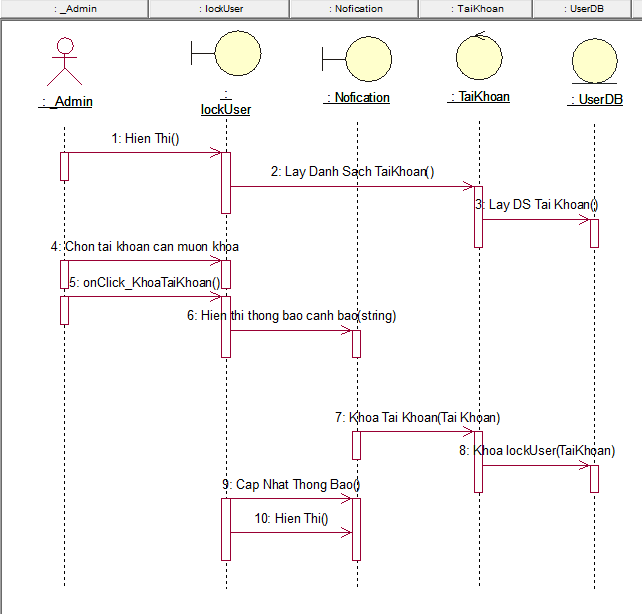 : _Admin
: lockUser
: Nofication
: TaiKhoan
: UserDB
: _Admin
:
lockUser
: Nofication
: TaiKhoan
: UserDB
1: Hien Thi()
2: Lay Danh Sach TaiKhoan()
3: Lay DS Tai Khoan()
4: Chon tai khoan can muon khoa
5: onClick_KhoaTaiKhoan()
6: Hien thi thong bao canh bao(string)
7: Khoa Tai Khoan(Tai Khoan)
8: Khoa lockUser(TaiKhoan)
9: Cap Nhat Thong Bao()
10: Hien Thi()